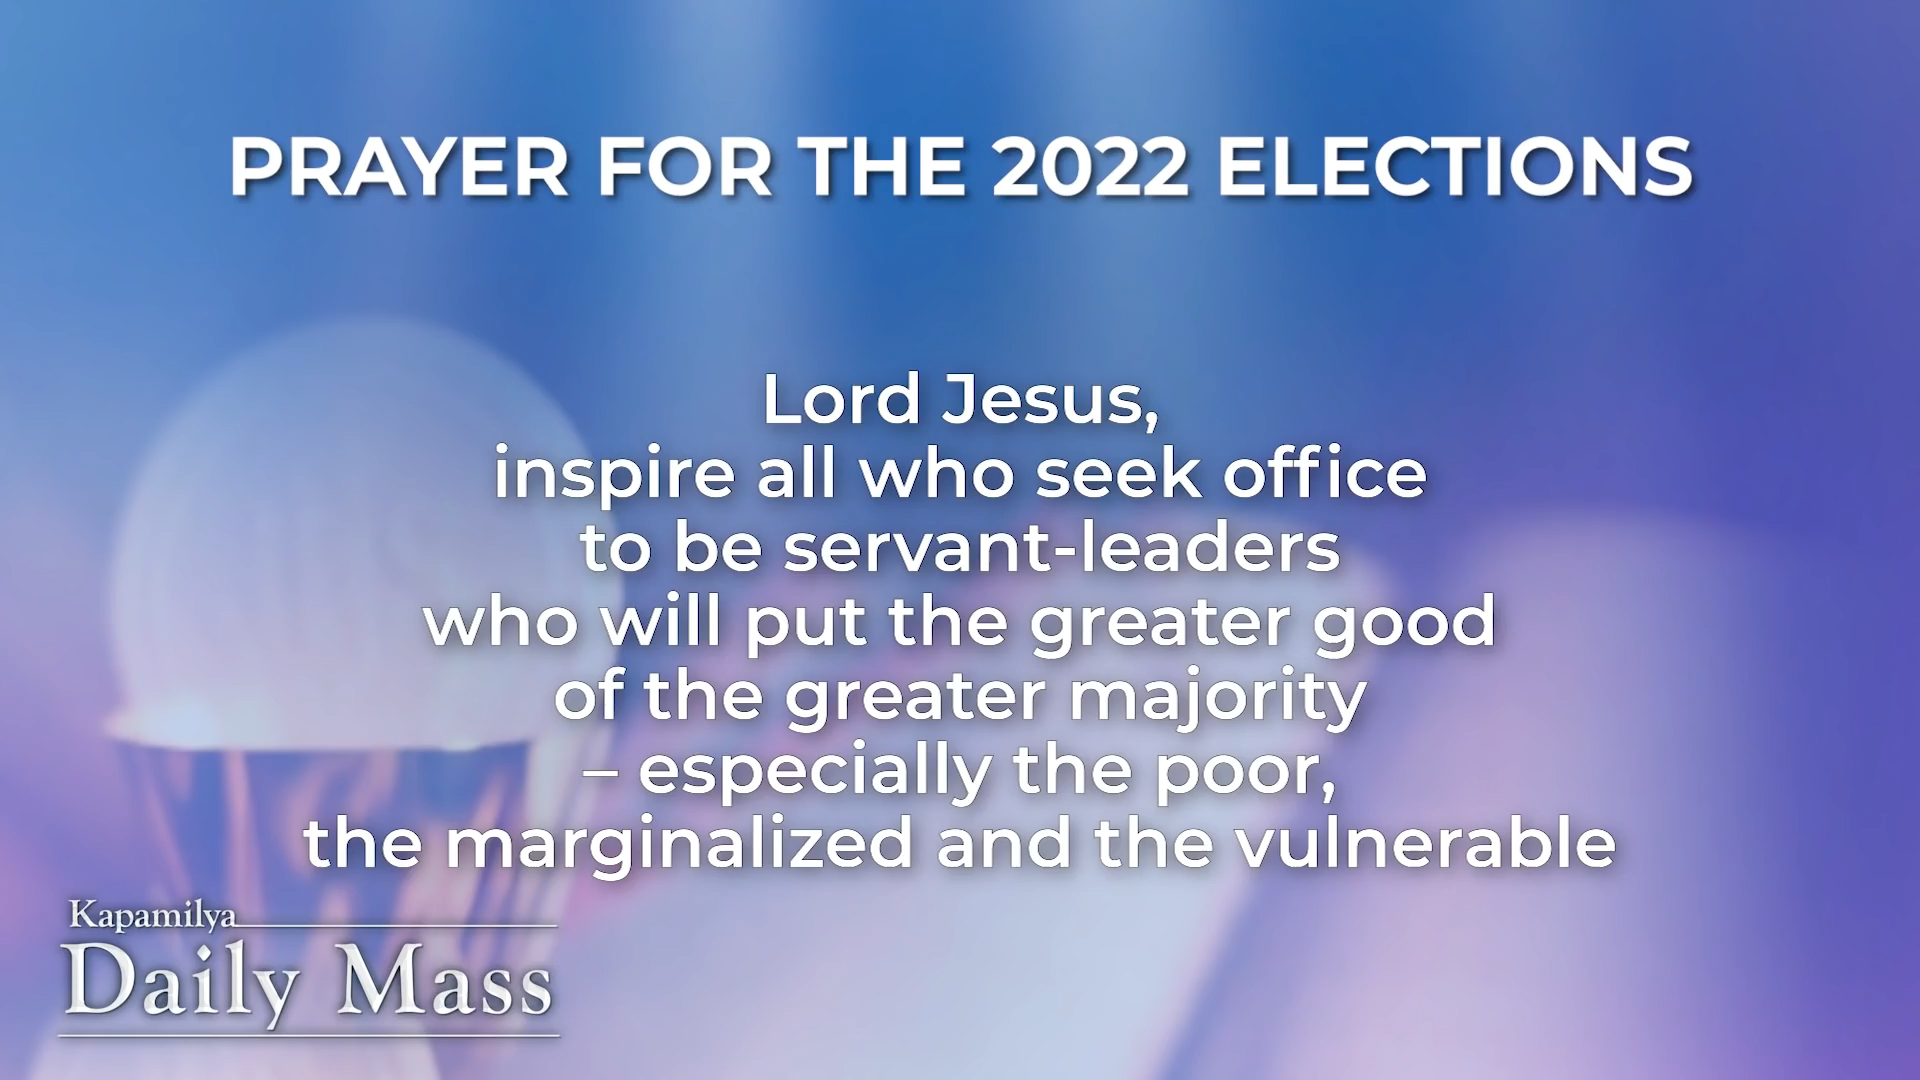 PRAYER FOR THE 2022 ELECTIONS
Lord Jesus,
inspire all who seek office
to be servant-leaders
who will put the greater good
of the greater majority
– especially the poor,
the marginalized and the vulnerable
Kapamilya
Daily Mass